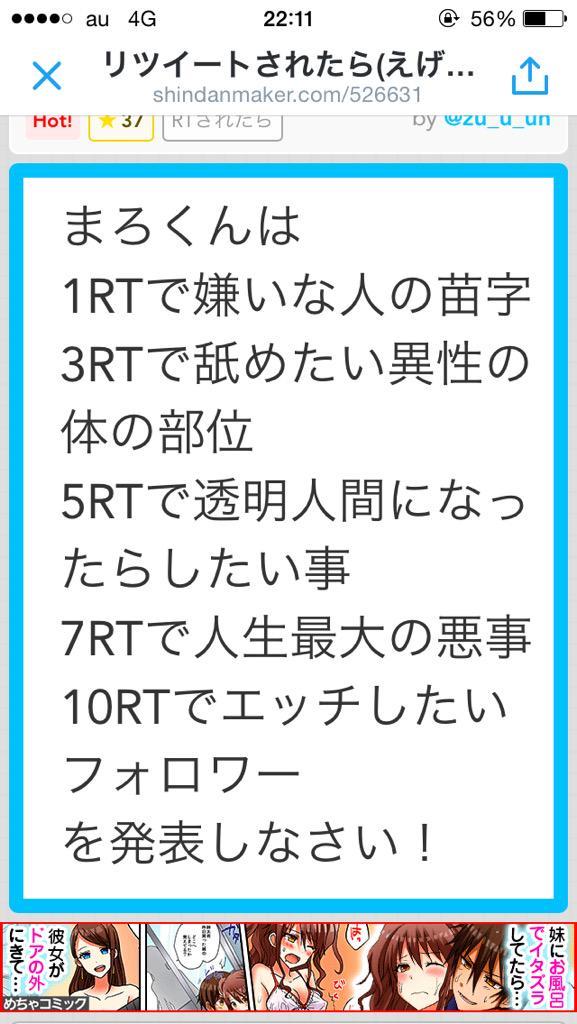 au 4G 22:11 56%
リツイートされたら(えげ…
shindanmaker.com/526631
Hot! ★37 RTされたら by @zu_u_un
まろくんは
1RTで嫌いな人の苗字
3RTで舐めたい異性の
体の部位
5RTで透明人間になっ
たらしたい事
7RTで人生最大の悪事
10RTでエッチしたい
フォロワー
を発表しなさい！
彼女が
ドアの外
にきて…
めちゃコミック
妹にお風呂
でイタズラ
してたら…